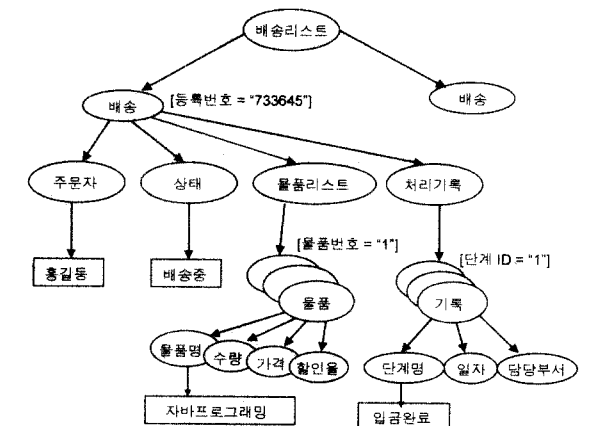 배송리스트
배송
[등록번호 = "733645"]
배송
주문자
상태
물품리스트
처리기록
홍길동
배송중
[물품번호 = "1"]
[단계 ID = "1"]
물품
기록
물품명
수량
가격
할인율
단계명
일자
담당부서
자바프로그래밍
입금완료